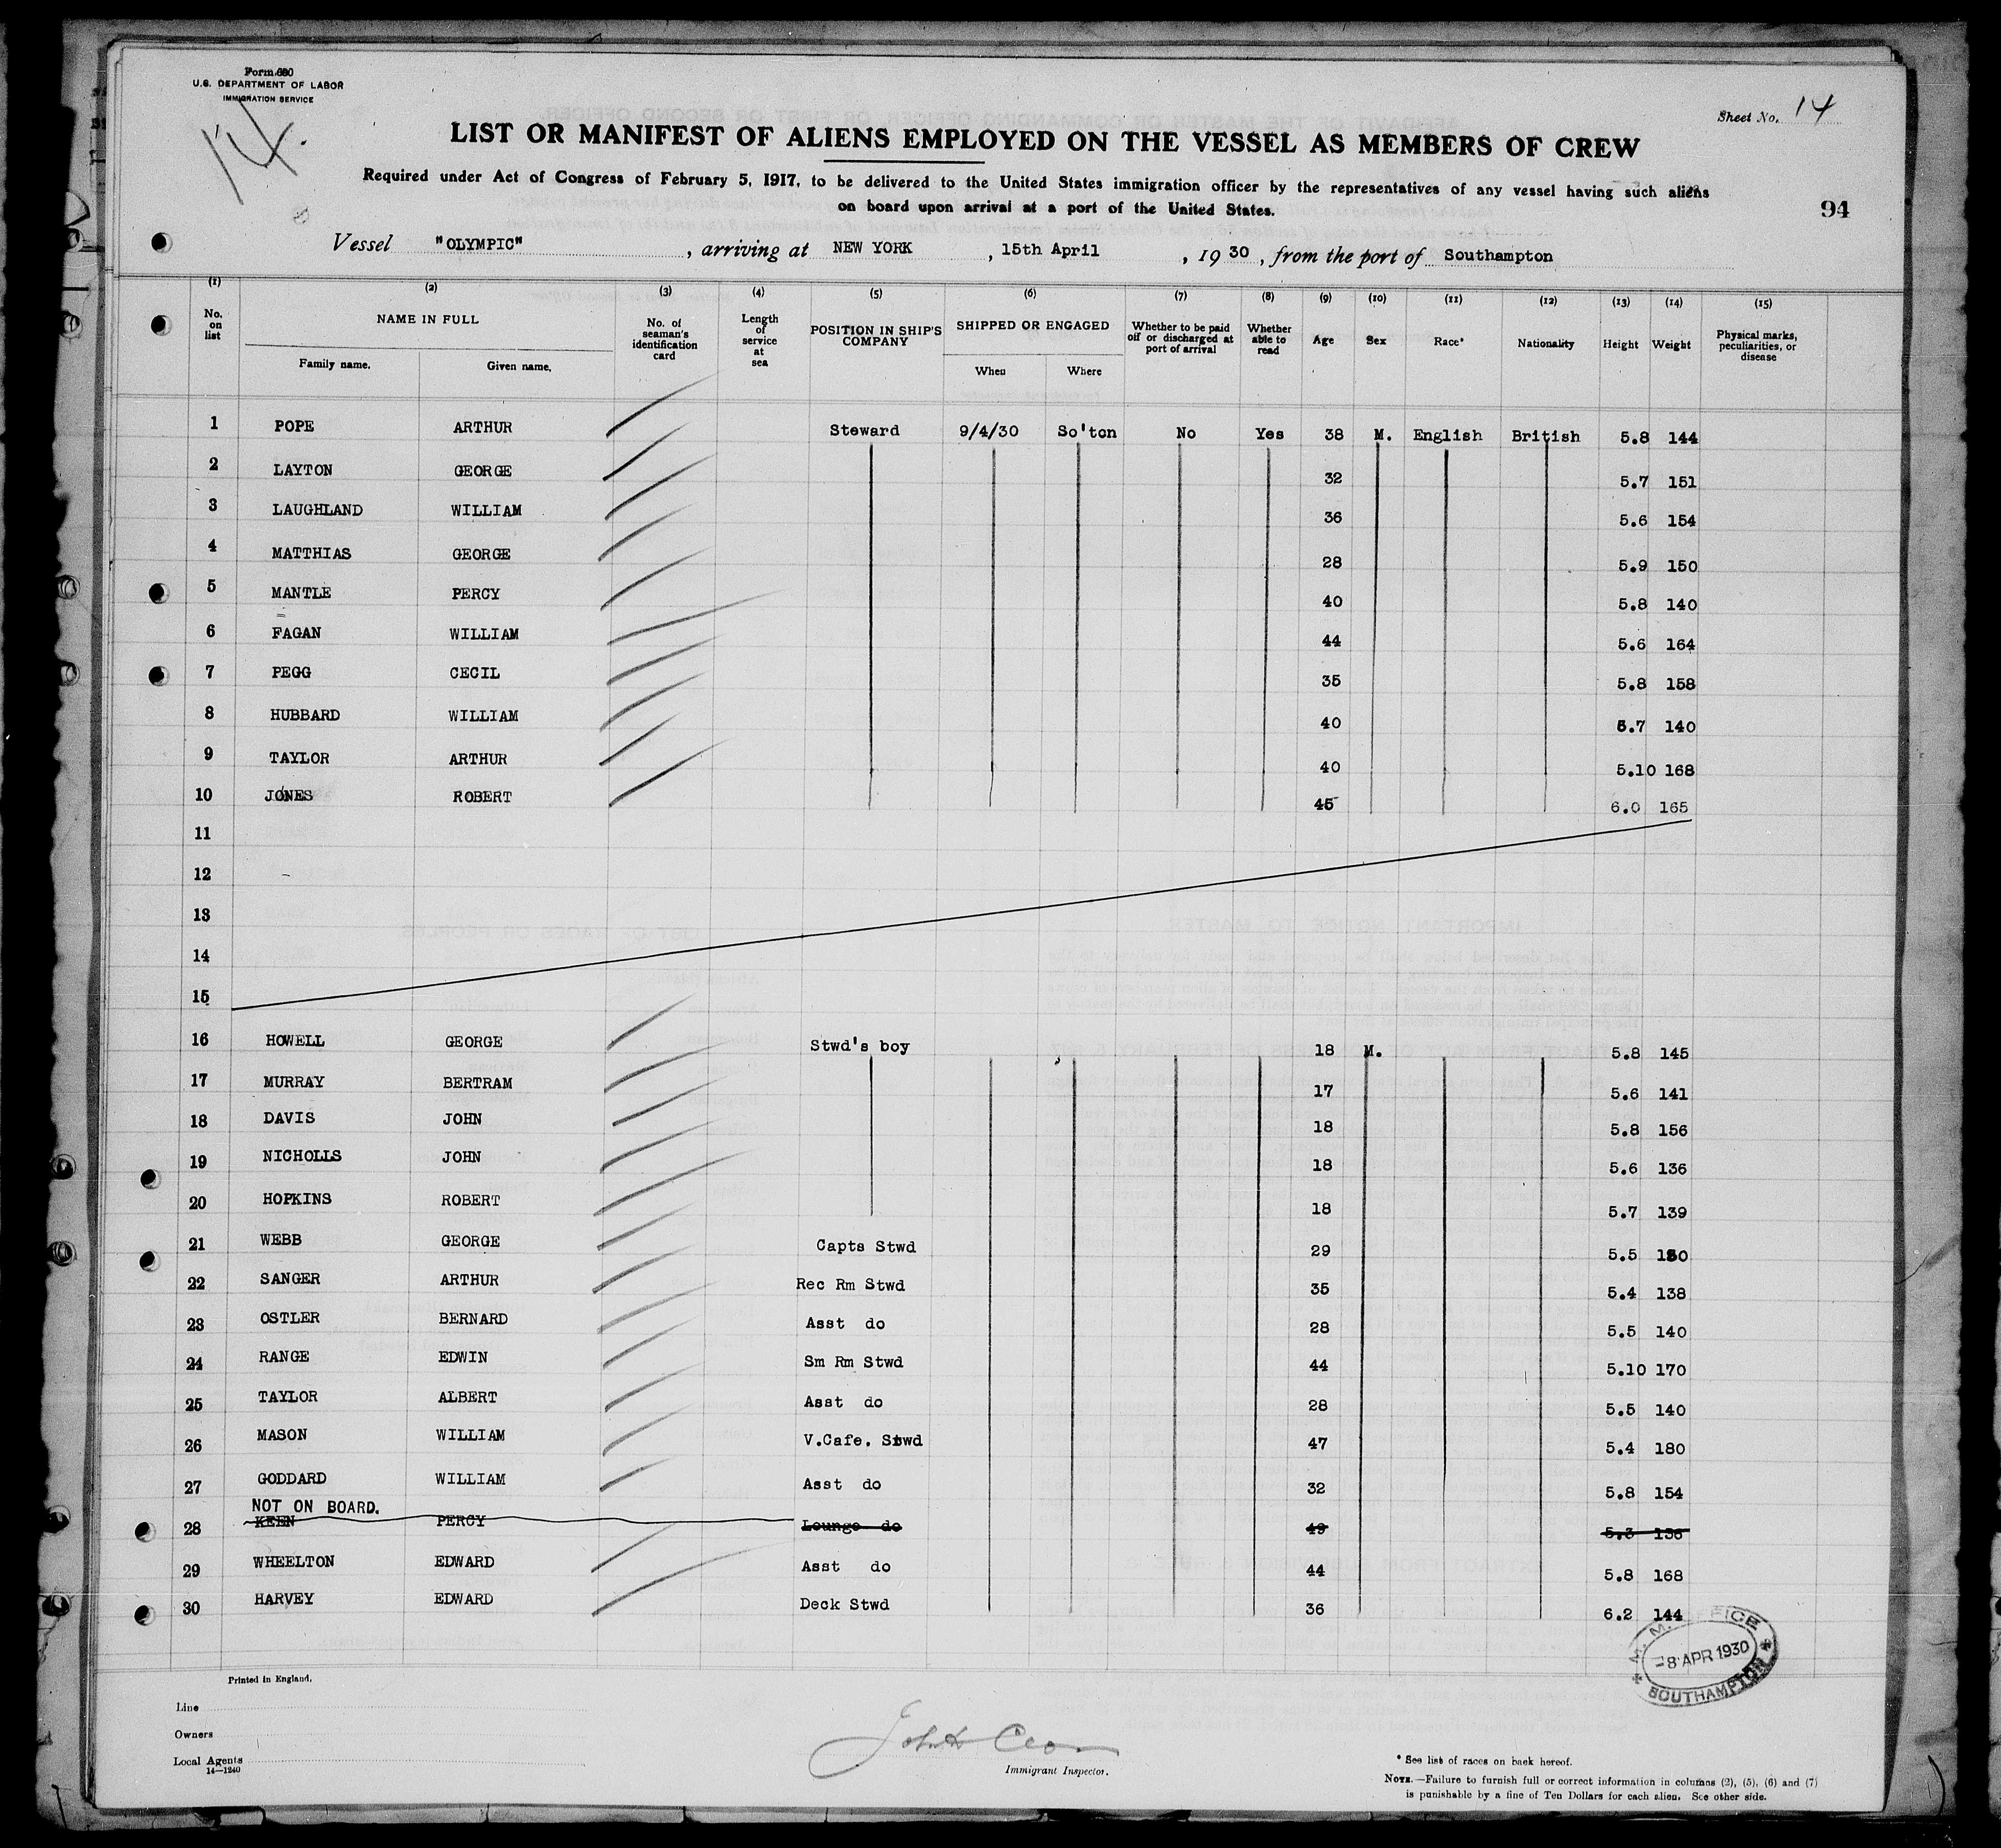 Form 680
U.S. DEPARTMENT OF LABOR
IMMIGRATION SERVICE
14.
Sheet No. 14
LIST OR MANIFEST OF ALIENS EMPLOYED ON THE VESSEL AS MEMBERS OF CREW
Required under Act of Congress of February 5, 1917, to be delivered to the United States immigration officer by the representatives of any vessel having such aliens
on board upon arrival at a port of the United States.
94
Vessel "OLYMPIC", arriving at NEW YORK, 15th April, 1930, from the port of Southampton
(1) (2) (3) (4) (5) (6) (7) (8) (9) (10) (11) (12) (13) (14) (15)
No. on list NAME IN FULL Family name. Given name. No. of seaman's identification card Length of service at sea POSITION IN SHIP'S COMPANY SHIPPED OR ENGAGED When Where Whether to be paid off or discharged at port of arrival Whether able to read Age Sex Race* Nationality Height Weight Physical marks, peculiarities, or disease
1 POPE ARTHUR Steward 9/4/30 So'ton No Yes 38 M. English British 5.8 144
2 LAYTON GEORGE 32 5.7 151
3 LAUGHLAND WILLIAM 36 5.6 154
4 MATTHIAS GEORGE 28 5.9 150
5 MANTLE PERCY 40 5.8 140
6 FAGAN WILLIAM 44 5.6 164
7 PEGG CECIL 35 5.8 158
8 HUBBARD WILLIAM 40 5.7 140
9 TAYLOR ARTHUR 40 5.10 168
10 JONES ROBERT 45 6.0 165
11
12
13
14
15
16 HOWELL GEORGE Stwd's boy 18 M. 5.8 145
17 MURRAY BERTRAM 17 5.6 141
18 DAVIS JOHN 18 5.8 156
19 NICHOLLS JOHN 18 5.6 136
20 HOPKINS ROBERT 18 5.7 139
21 WEBB GEORGE Capts Stwd 29 5.5
22 SANGER ARTHUR Rec Rm Stwd 35 5.4 138
23 OSTLER BERNARD Asst do 28 5.5 140
24 RANGE EDWIN Sm Rm Stwd 44 5.10 170
25 TAYLOR ALBERT Asst do 28 5.5 140
26 MASON WILLIAM V.Cafe. Stwd 47 5.4 180
27 GODDARD WILLIAM Asst do 32 5.8 154
NOT ON BOARD.
28 KEEN PERCY Lounge do 49 5.3 136
29 WHEELTON EDWARD Asst do 44 5.8 168
30 HARVEY EDWARD Deck Stwd 36 6.2 144
M. M. OFFICE
-8 APR 1930
SOUTHAMPTON
Printed in England.
Line
Owners
Local Agents
14—1240
Immigrant Inspector.
* See list of races on back hereof.
NOTE.—Failure to furnish full or correct information in columns (2), (5), (6) and (7)
is punishable by a fine of Ten Dollars for each alien. See other side.